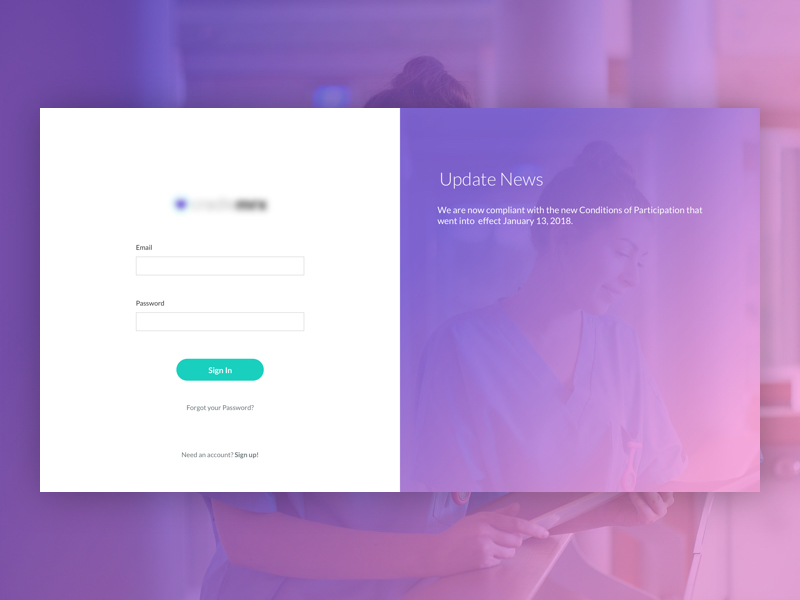 Email
Password
Sign In
Forgot your Password?
Need an account? Sign up!
Update News
We are now compliant with the new Conditions of Participation that
went into effect January 13, 2018.